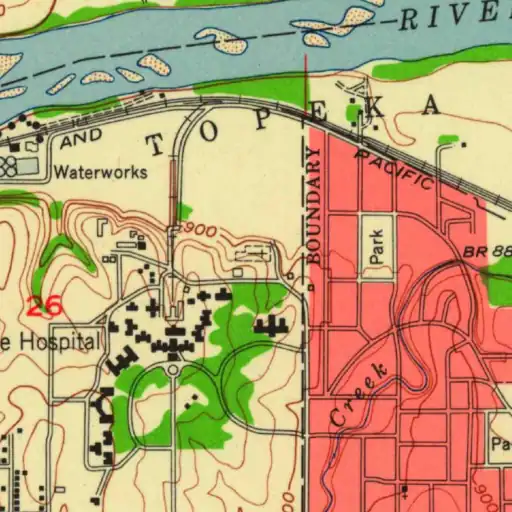 RIVER
TOPEKA
AND
PACIFIC
Waterworks
BOUNDARY
900
Park
BR 88
26
e Hospital
Creek
Pa
900
900